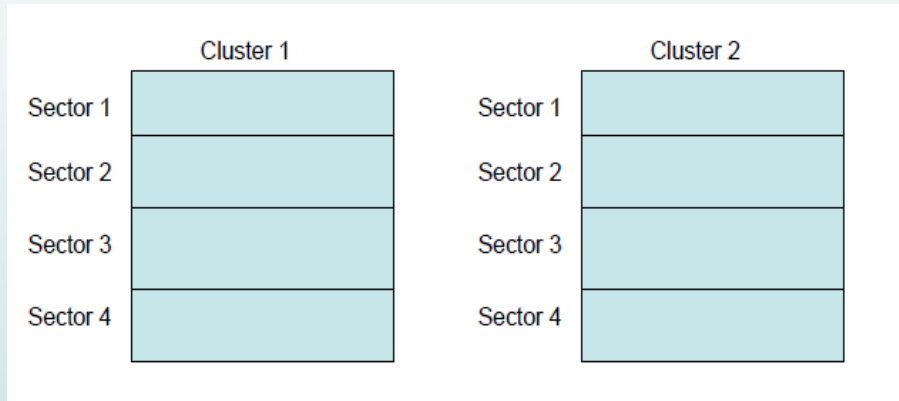 Cluster 1
Cluster 2
Sector 1
Sector 1
Sector 2
Sector 2
Sector 3
Sector 3
Sector 4
Sector 4